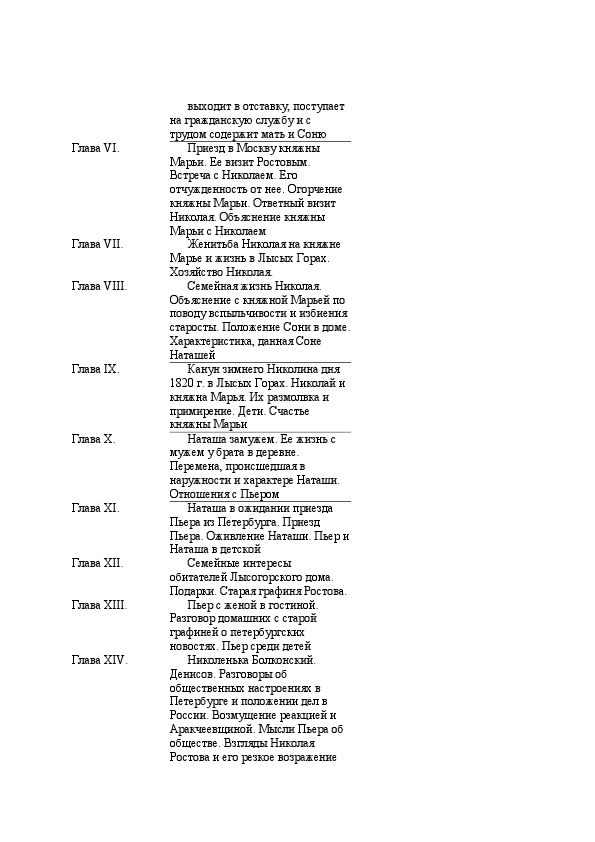 выходит в отставку, поступает
на гражданскую службу и с
трудом содержит мать и Соню
Глава VI. Приезд в Москву княжны
Марьи. Ее визит Ростовым.
Встреча с Николаем. Его
отчужденность от нее. Огорчение
княжны Марьи. Ответный визит
Николая. Объяснение княжны
Марьи с Николаем
Глава VII. Женитьба Николая на княжне
Марье и жизнь в Лысых Горах.
Хозяйство Николая.
Глава VIII. Семейная жизнь Николая.
Объяснение с княжной Марьей по
поводу вспыльчивости и избиения
старосты. Положение Сони в доме.
Характеристика, данная Соне
Наташей
Глава IX. Канун зимнего Николина дня
1820 г. в Лысых Горах. Николай и
княжна Марья. Их размолвка и
примирение. Дети. Счастье
княжны Марьи
Глава X. Наташа замужем. Ее жизнь с
мужем у брата в деревне.
Перемена, происшедшая в
наружности и характере Наташи.
Отношения с Пьером
Глава XI. Наташа в ожидании приезда
Пьера из Петербурга. Приезд
Пьера. Оживление Наташи. Пьер и
Наташа в детской
Глава XII. Семейные интересы
обитателей Лысогорского дома.
Подарки. Старая графиня Ростова.
Глава XIII. Пьер с женой в гостиной.
Разговор домашних с старой
графиней о петербургских
новостях. Пьер среди детей
Глава XIV. Николенька Болконский.
Денисов. Разговоры об
общественных настроениях в
Петербурге и положении дел в
России. Возмущение реакцией и
Аракчеевщиной. Мысли Пьера об
обществе. Взгляды Николая
Ростова и его резкое возражение